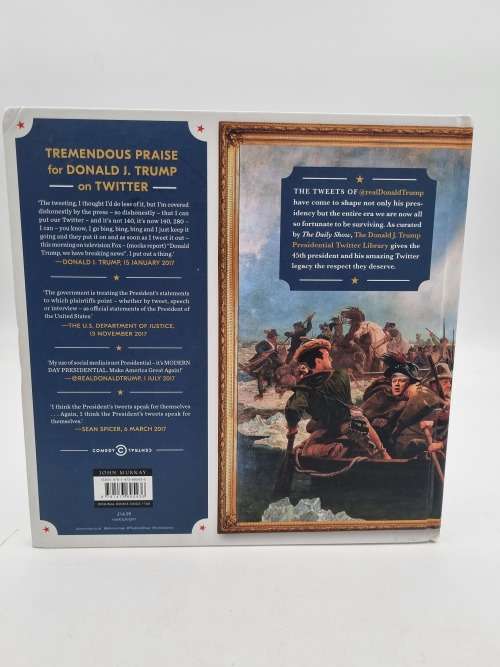 TREMENDOUS PRAISE
for DONALD J. TRUMP
on TWITTER
'The tweeting, I thought I'd do less of it, but I'm covered
dishonestly by the press – so dishonestly – that I can
put our Twitter – and it's not 140, it's now 140, 280 –
I can – you know, I go bing, bing, bing and I just keep it
going and they put it on and as soon as I tweet it out –
this morning on television Fox – (mocks report) "Donald
Trump, we have breaking news". I put out a thing.'
—DONALD J. TRUMP, 15 JANUARY 2017
'The government is treating the President's statements
to which plaintiffs point – whether by tweet, speech
or interview – as official statements of the President of
the United States.'
—THE U.S. DEPARTMENT OF JUSTICE,
13 NOVEMBER 2017
'My use of social media is not Presidential – it's MODERN
DAY PRESIDENTIAL. Make America Great Again!'
—@REALDONALDTRUMP, 1 JULY 2017
'I think the President's tweets speak for themselves
. . . Again, I think the President's tweets speak for
themselves.'
—SEAN SPICER, 6 MARCH 2017
COMEDY CENTRAL
JOHN MURRAY
£14.99
THE TWEETS OF @realDonaldTrump
have come to shape not only his pres-
idency but the entire era we are now all
so fortunate to be surviving. As curated
by The Daily Show, The Donald J. Trump
Presidential Twitter Library gives the
45th president and his amazing Twitter
legacy the respect they deserve.